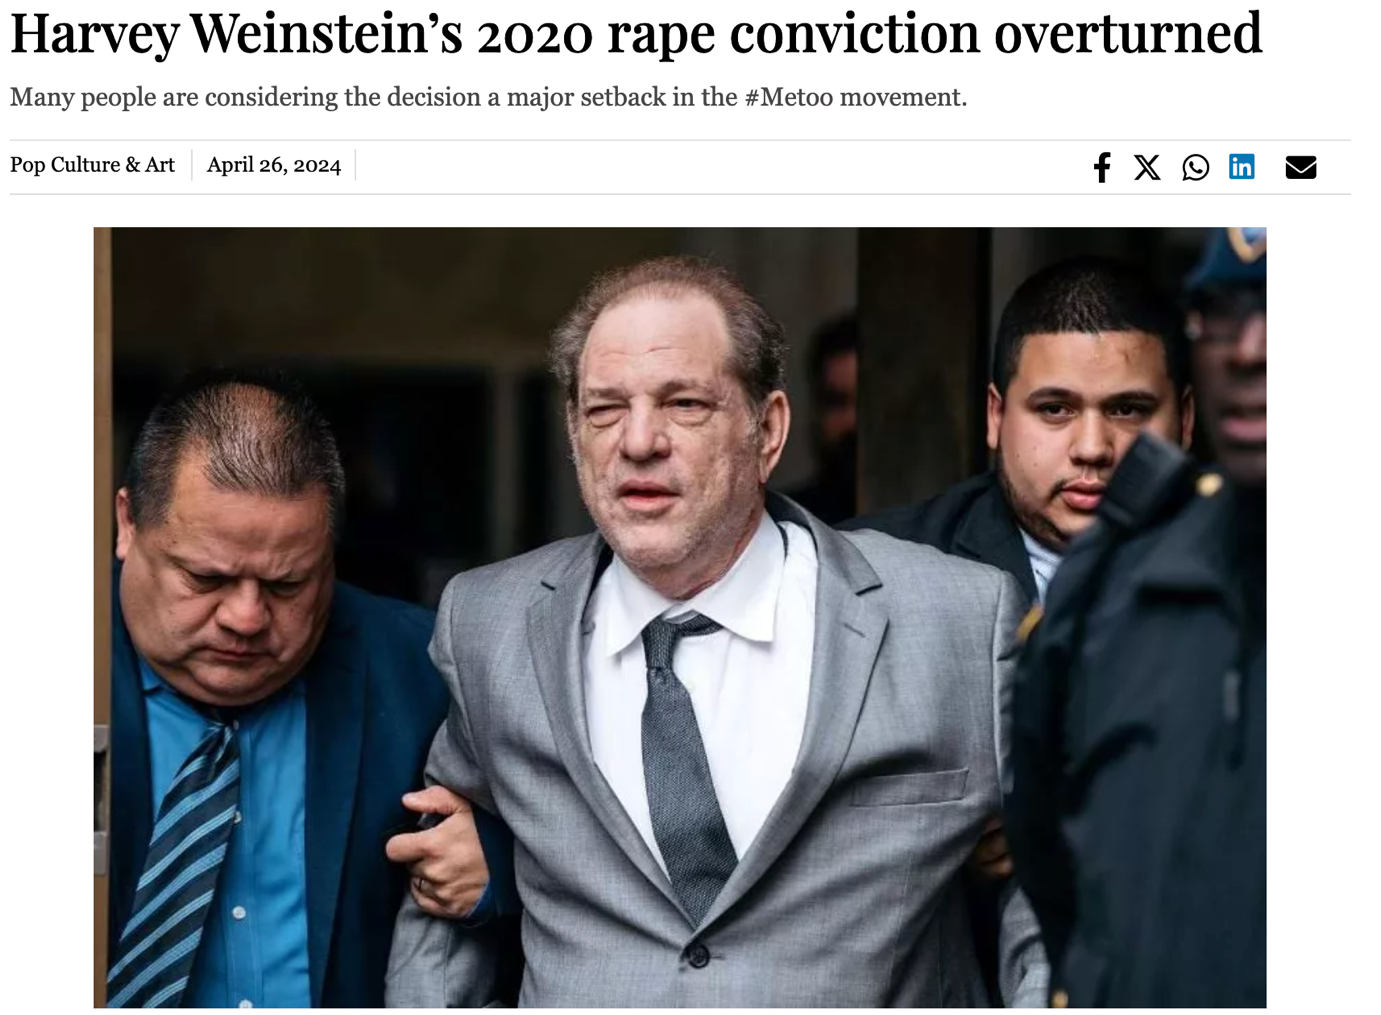 Harvey Weinstein’s 2020 rape conviction overturned
Many people are considering the decision a major setback in the #Metoo movement.
Pop Culture & Art
April 26, 2024
in